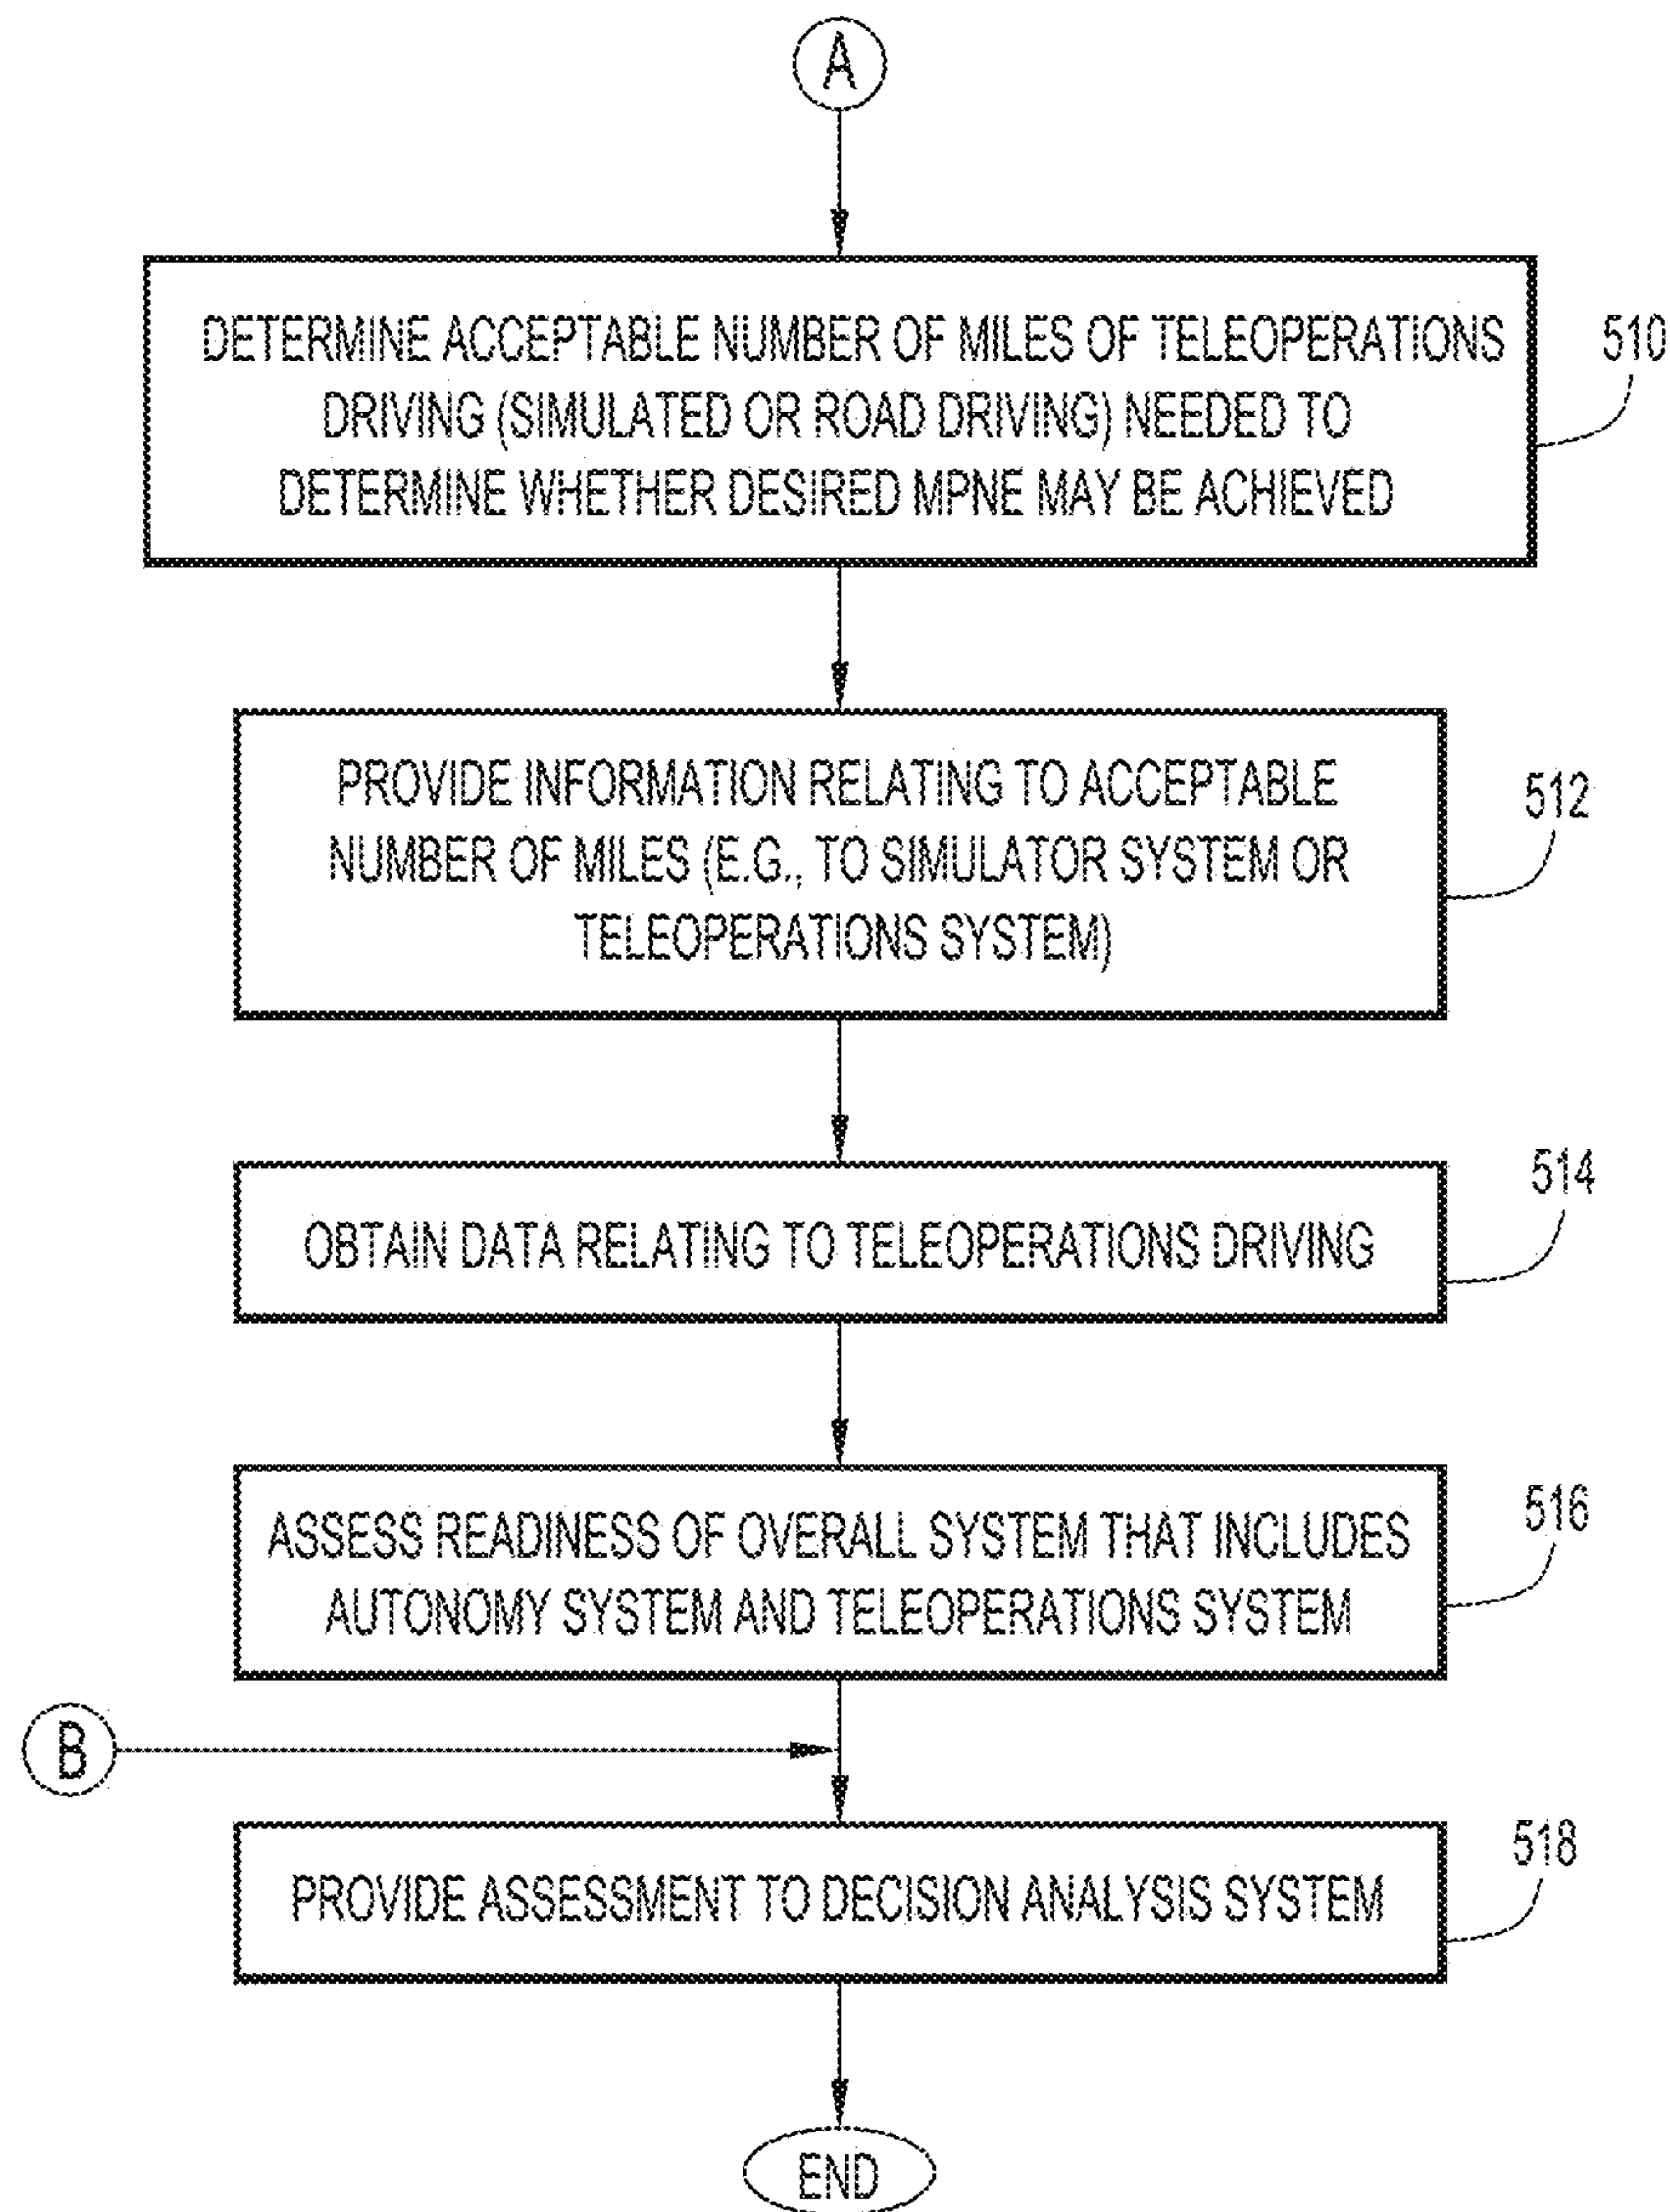 A
DETERMINE ACCEPTABLE NUMBER OF MILES OF TELEOPERATIONS
DRIVING (SIMULATED OR ROAD DRIVING) NEEDED TO
DETERMINE WHETHER DESIRED MPNE MAY BE ACHIEVED
510
PROVIDE INFORMATION RELATING TO ACCEPTABLE
NUMBER OF MILES (E.G., TO SIMULATOR SYSTEM OR
TELEOPERATIONS SYSTEM)
512
OBTAIN DATA RELATING TO TELEOPERATIONS DRIVING
514
ASSESS READINESS OF OVERALL SYSTEM THAT INCLUDES
AUTONOMY SYSTEM AND TELEOPERATIONS SYSTEM
516
B
PROVIDE ASSESSMENT TO DECISION ANALYSIS SYSTEM
518
END